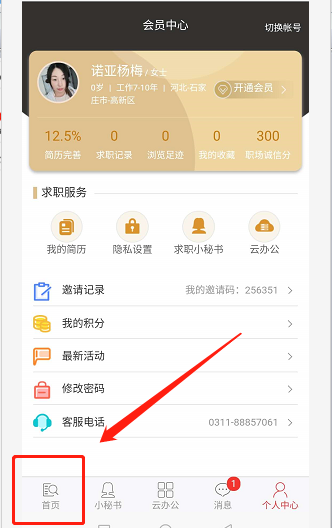 会员中心
切换帐号
诺亚杨梅 / 女士
0岁 | 工作7-10年 | 河北-石家
庄市-高新区
开通会员
12.5% 0 0 0 300
简历完善 求职记录 浏览足迹 我的收藏 职场诚信分
求职服务
我的简历 隐私设置 求职小秘书 云办公
邀请记录 我的邀请码：256351
我的积分
最新活动
修改密码
客服电话 0311-88857061
1
首页 小秘书 云办公 消息 个人中心